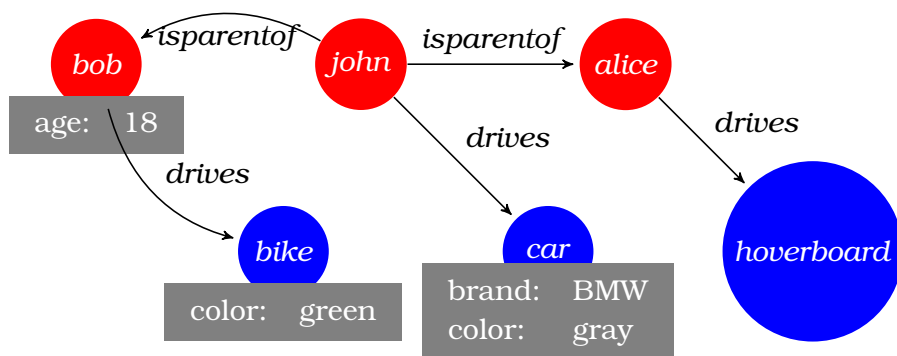 isparentof
isparentof
bob
john
alice
age: 18
drives
drives
drives
bike
car
hoverboard
color: green
brand: BMW
color: gray